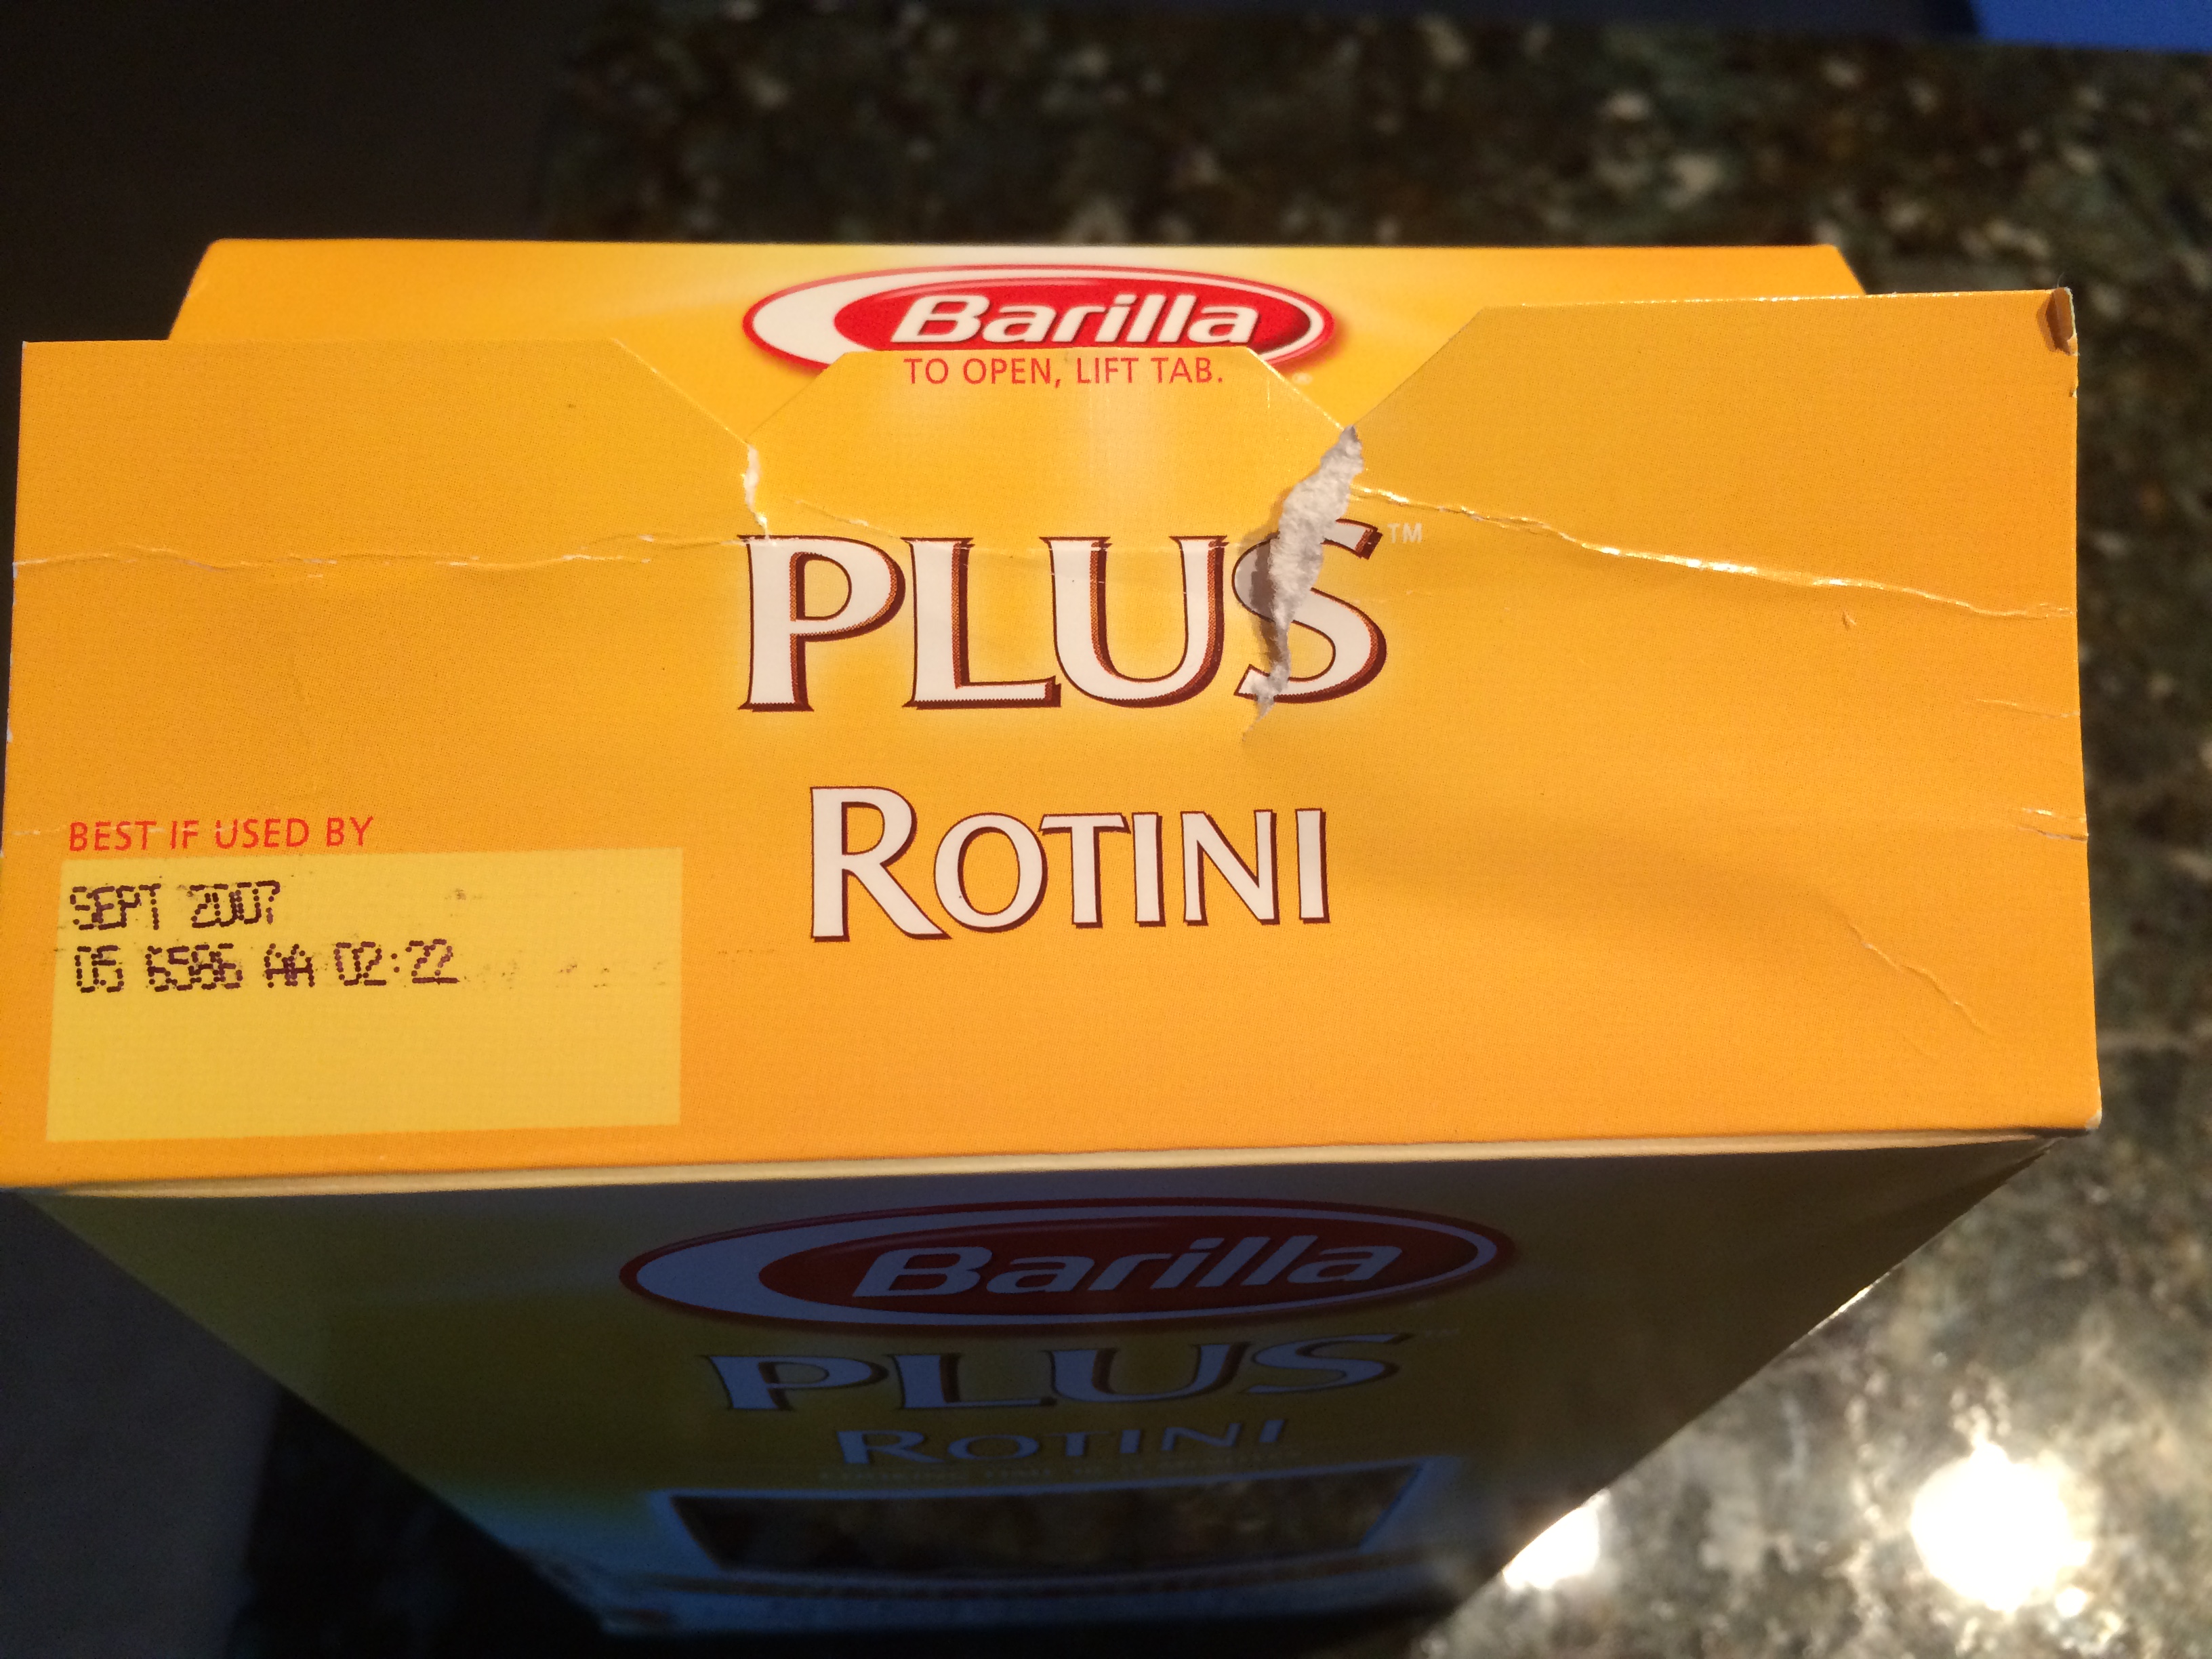 Barilla
TO OPEN, LIFT TAB.
PLUS™
ROTINI
BEST IF USED BY
SEPT 2007
05 6586 AA 02:22
Barilla
PLUS
ROTINI